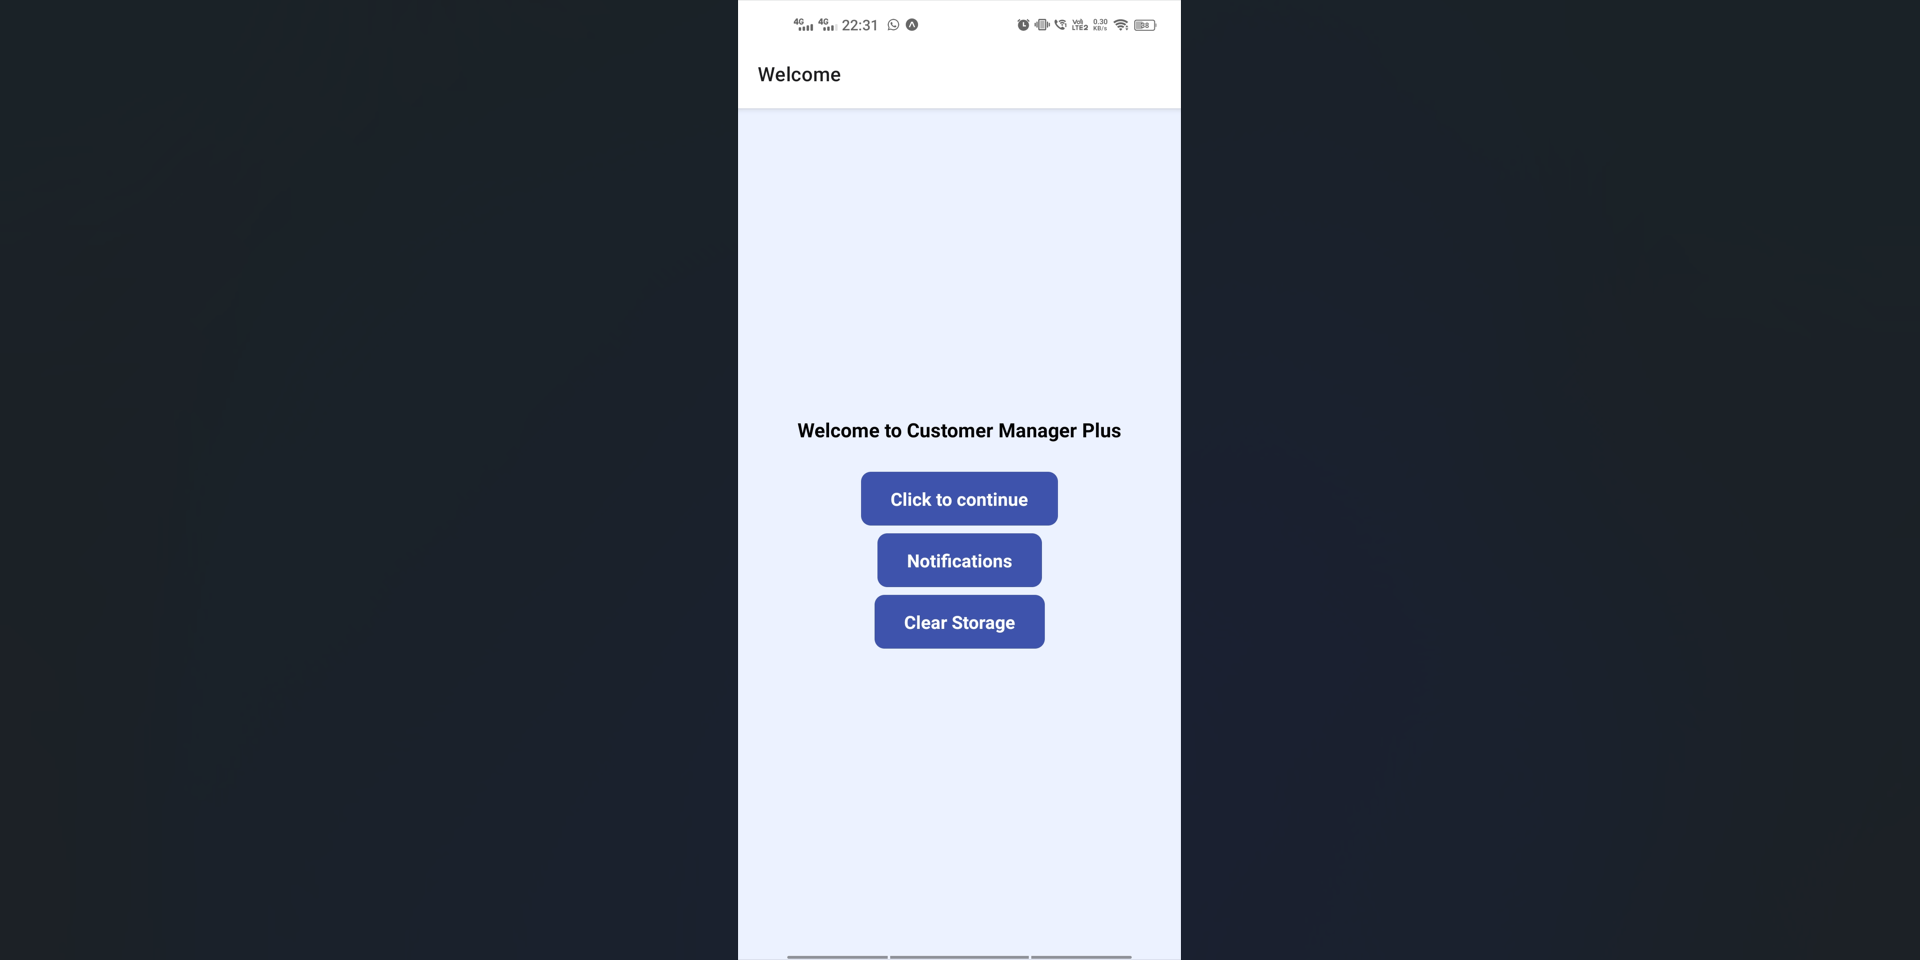 4G 4G 22:31 0.30 KB/s LTE2
Welcome
Welcome to Customer Manager Plus
Click to continue
Notifications
Clear Storage